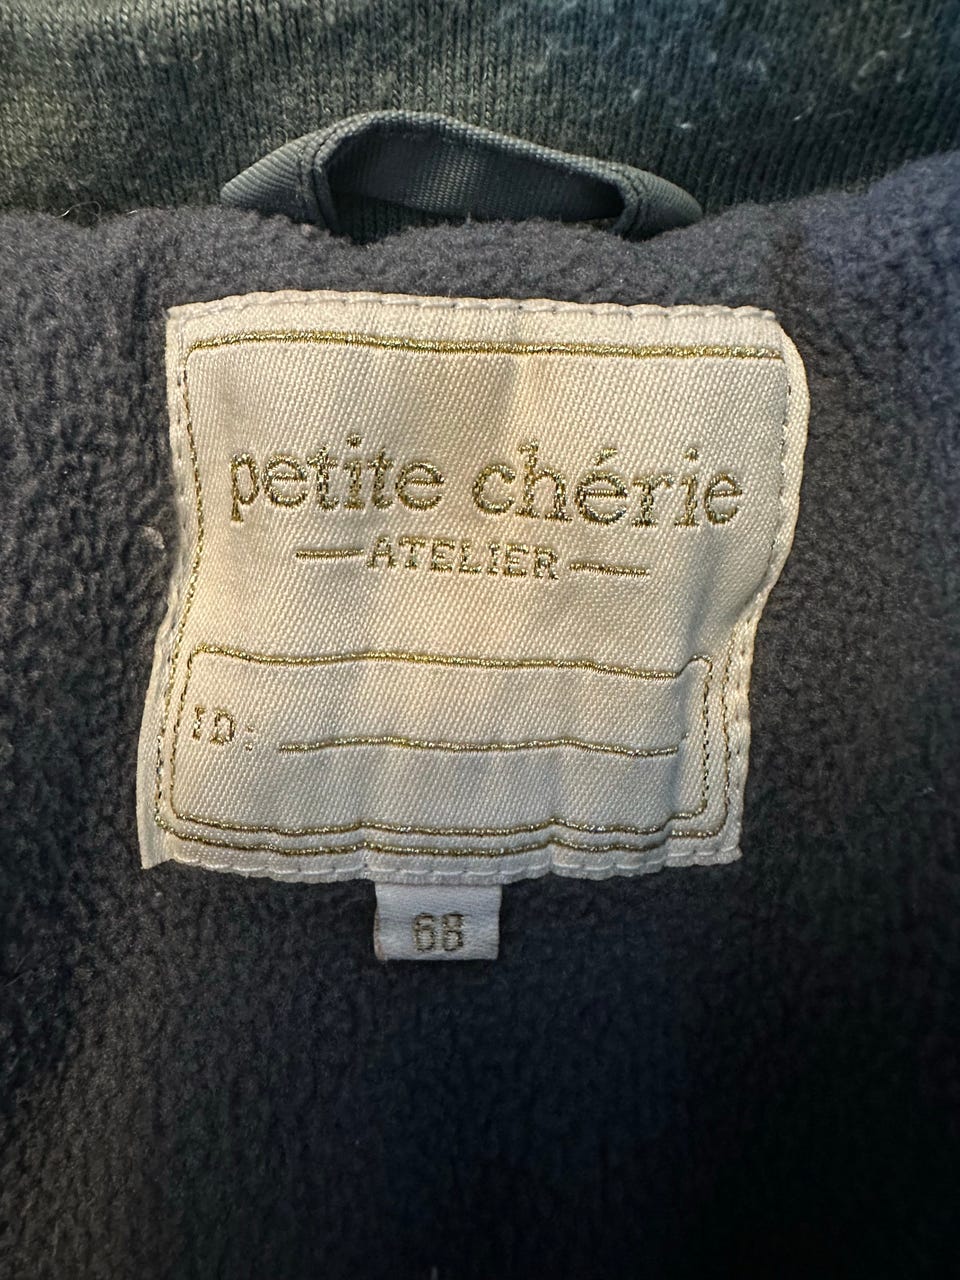 petite chérie
ATELIER
ID:
68